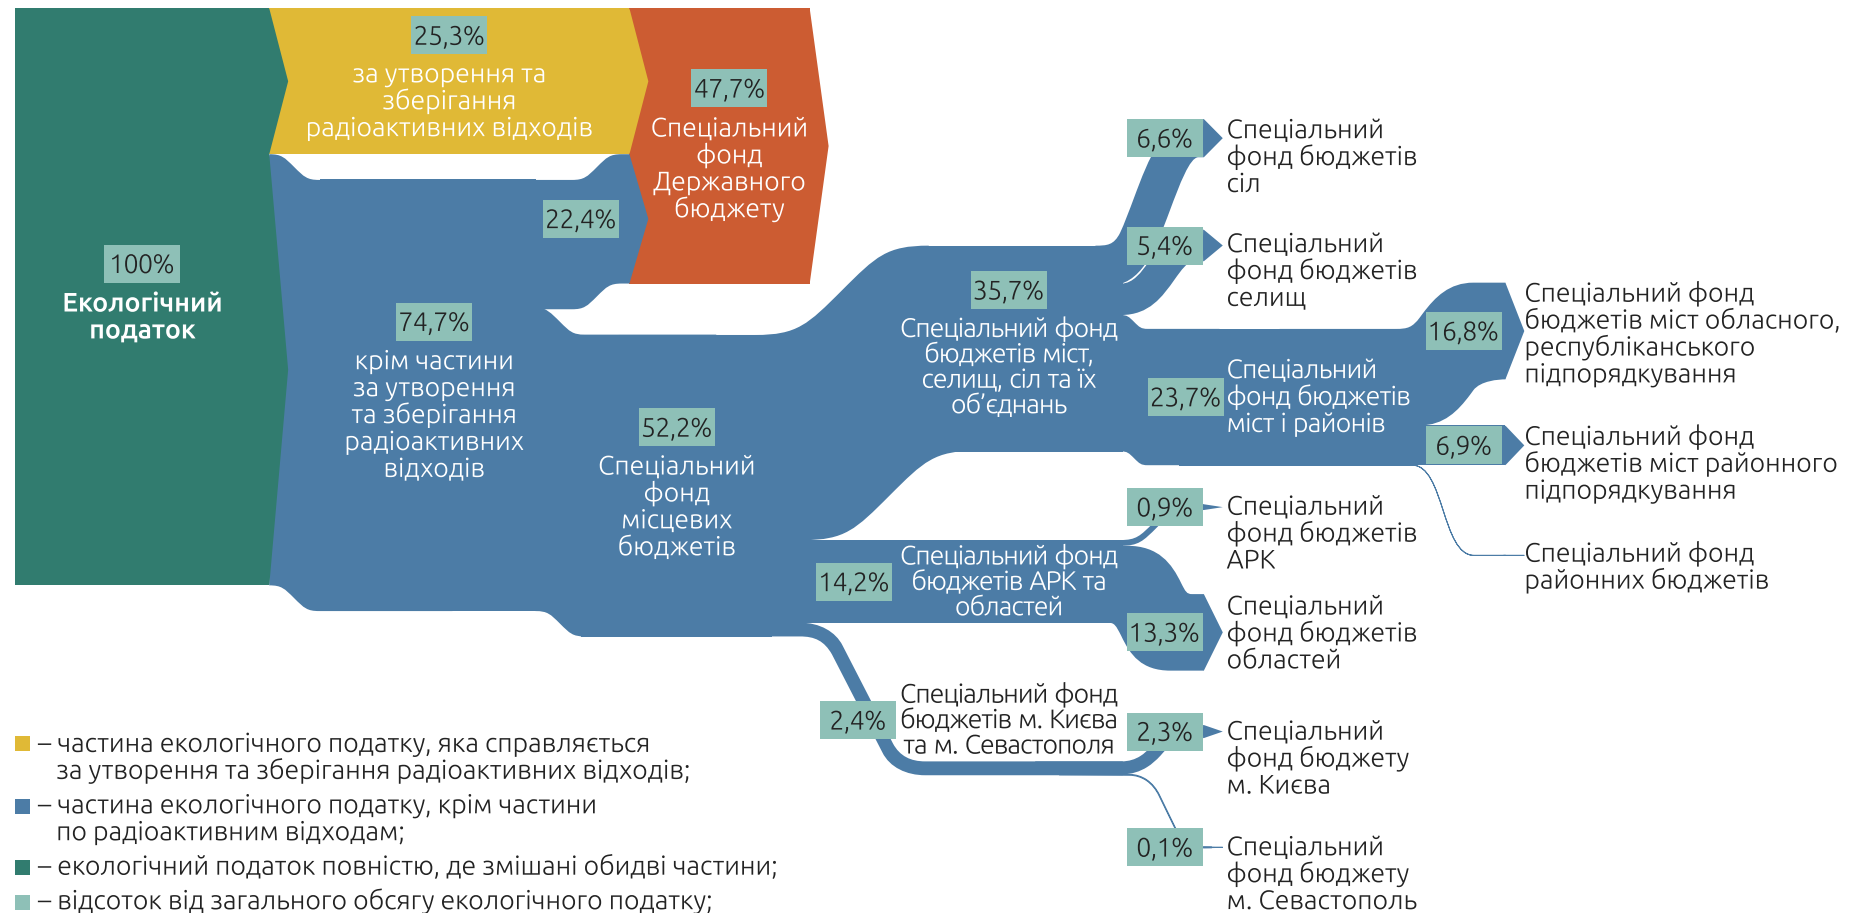 100%
Екологічний
податок
25,3%
за утворення та
зберігання
радіоактивних відходів
47,7%
Спеціальний
фонд
Державного
бюджету
22,4%
74,7%
крім частини
за утворення
та зберігання
радіоактивних
відходів
52,2%
Спеціальний
фонд
місцевих
бюджетів
35,7%
Спеціальний фонд
бюджетів міст,
селищ, сіл та їх
об’єднань
6,6%
Спеціальний
фонд бюджетів
сіл
5,4%
Спеціальний
фонд бюджетів
селищ
23,7%
Спеціальний
фонд бюджетів
міст і районів
16,8%
Спеціальний фонд
бюджетів міст обласного,
республіканського
підпорядкування
6,9%
Спеціальний фонд
бюджетів міст районного
підпорядкування
Спеціальний фонд
районних бюджетів
14,2%
Спеціальний фонд
бюджетів АРК та
областей
0,9%
Спеціальний
фонд бюджетів
АРК
13,3%
Спеціальний
фонд бюджетів
областей
2,4%
Спеціальний фонд
бюджетів м. Києва
та м. Севастополя
2,3%
Спеціальний
фонд бюджету
м. Києва
0,1%
Спеціальний
фонд бюджету
м. Севастополь
– частина екологічного податку, яка справляється
за утворення та зберігання радіоактивних відходів;
– частина екологічного податку, крім частини
по радіоактивним відходам;
– екологічний податок повністю, де змішані обидві частини;
– відсоток від загального обсягу екологічного податку;